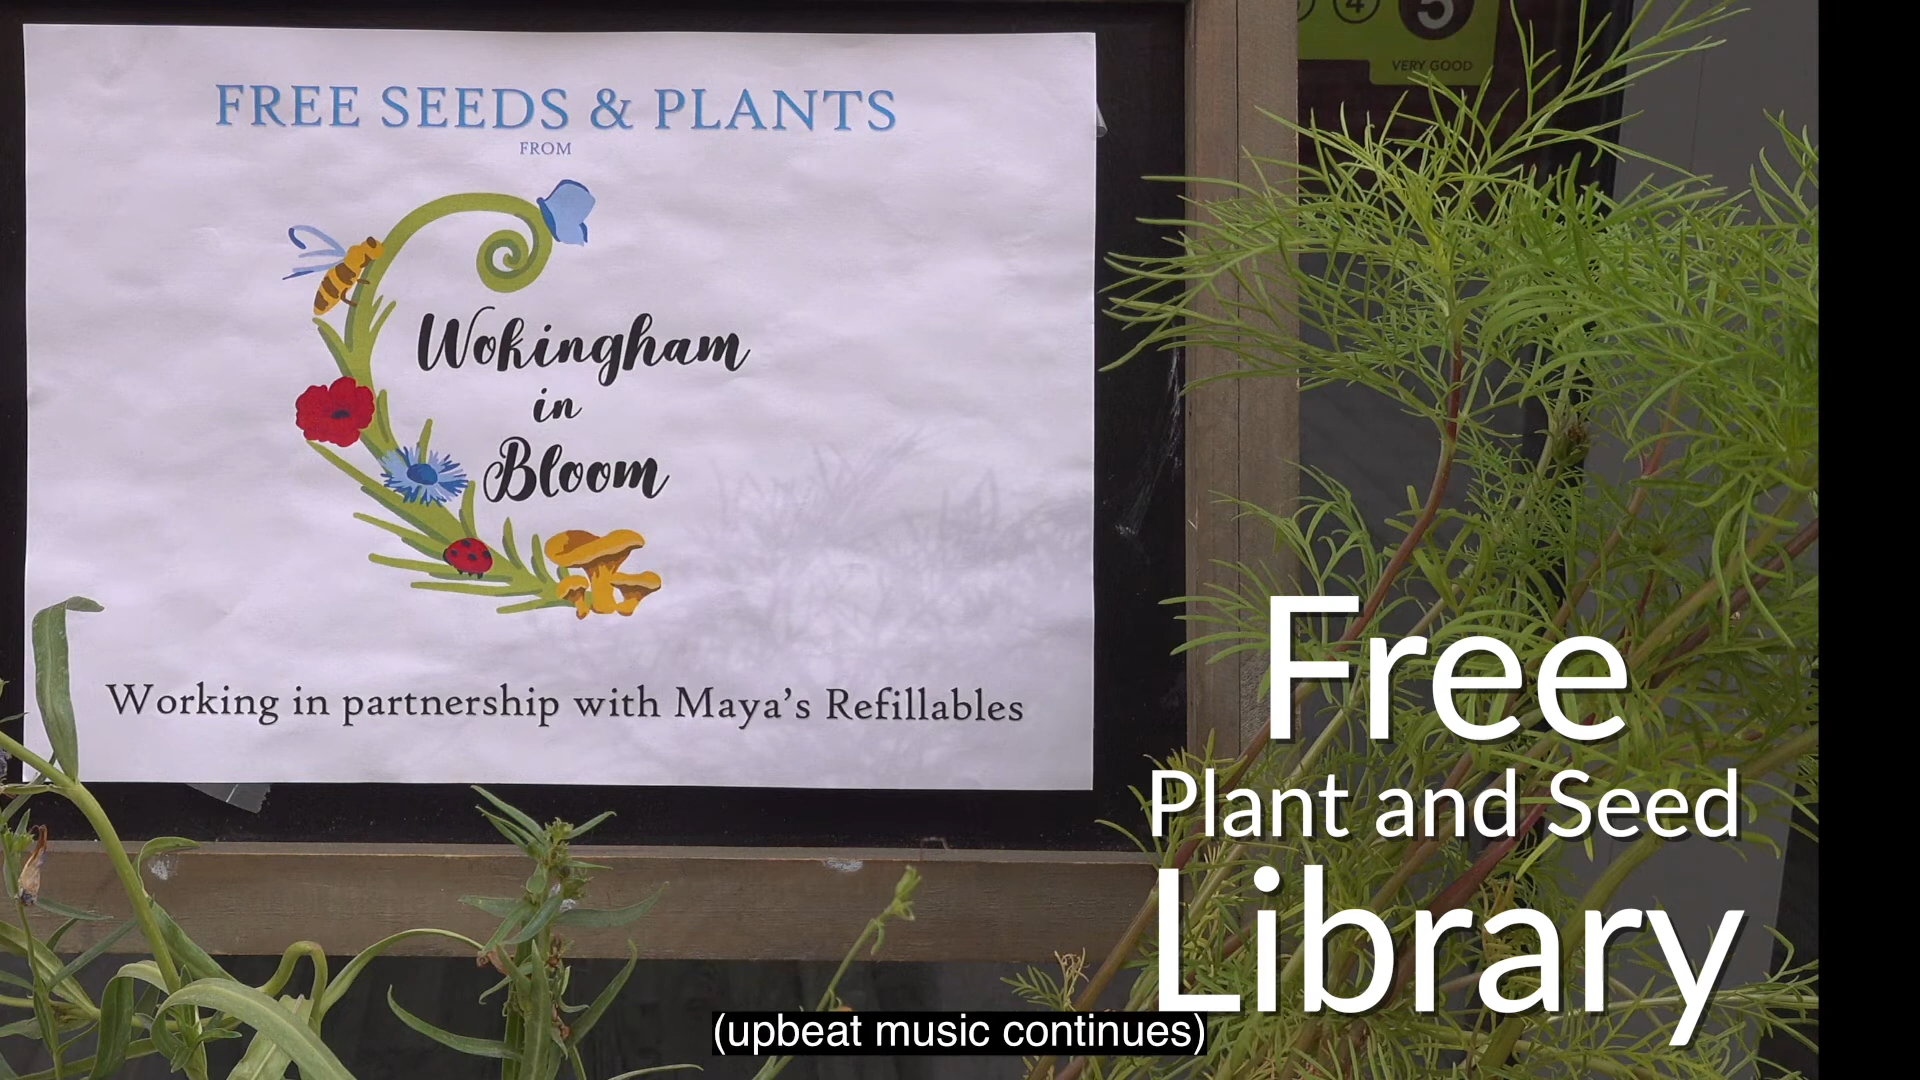 FREE SEEDS & PLANTS
FROM
Wokingham
in
Bloom
Working in partnership with Maya's Refillables
4 5
VERY GOOD
Free
Plant and Seed
Library
(upbeat music continues)